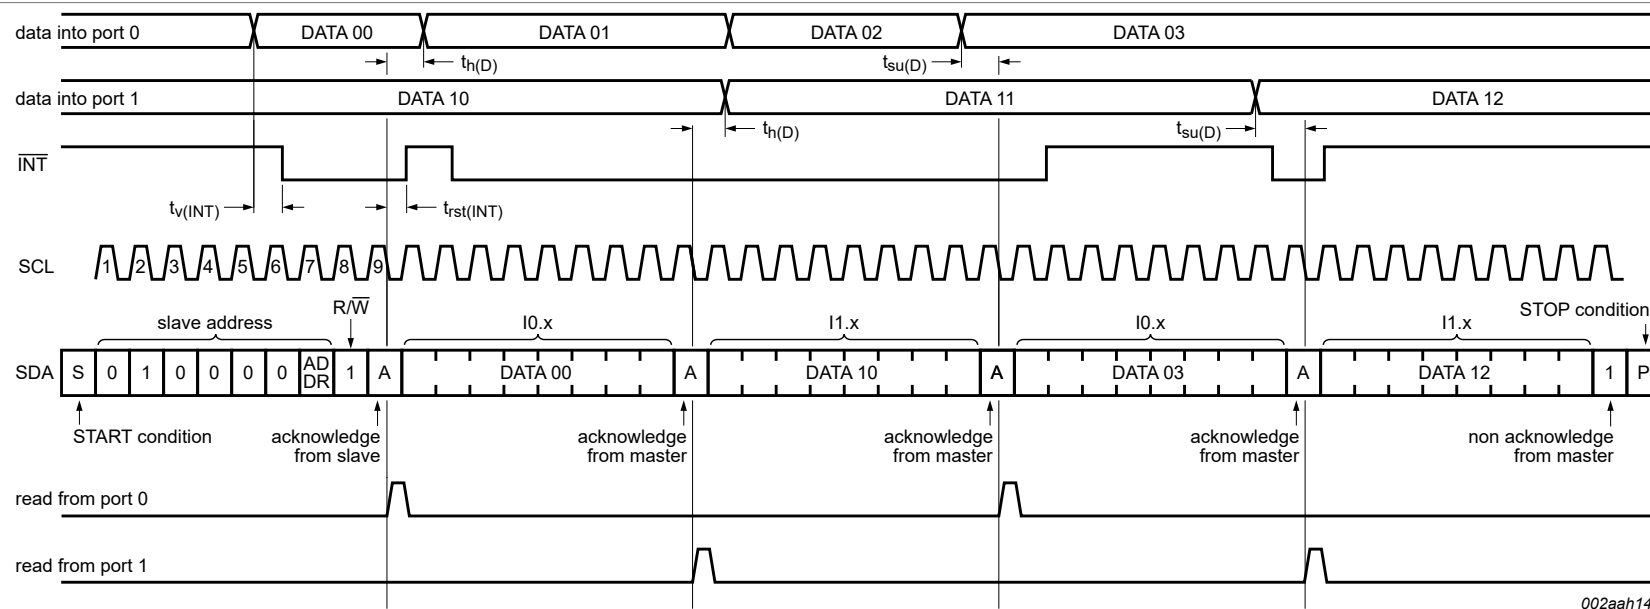 data into port 0 DATA 00 DATA 01 DATA 02 DATA 03
th(D) tsu(D)
data into port 1 DATA 10 DATA 11 DATA 12
th(D) tsu(D)
INT
tv(INT) trst(INT)
SCL 1 2 3 4 5 6 7 8 9
R/W STOP condition
slave address I0.x I1.x I0.x I1.x
SDA S 0 1 0 0 0 0 AD DR 1 A DATA 00 A DATA 10 A DATA 03 A DATA 12 1 P
START condition acknowledge from slave acknowledge from master acknowledge from master acknowledge from master non acknowledge from master
read from port 0
read from port 1
002aah14